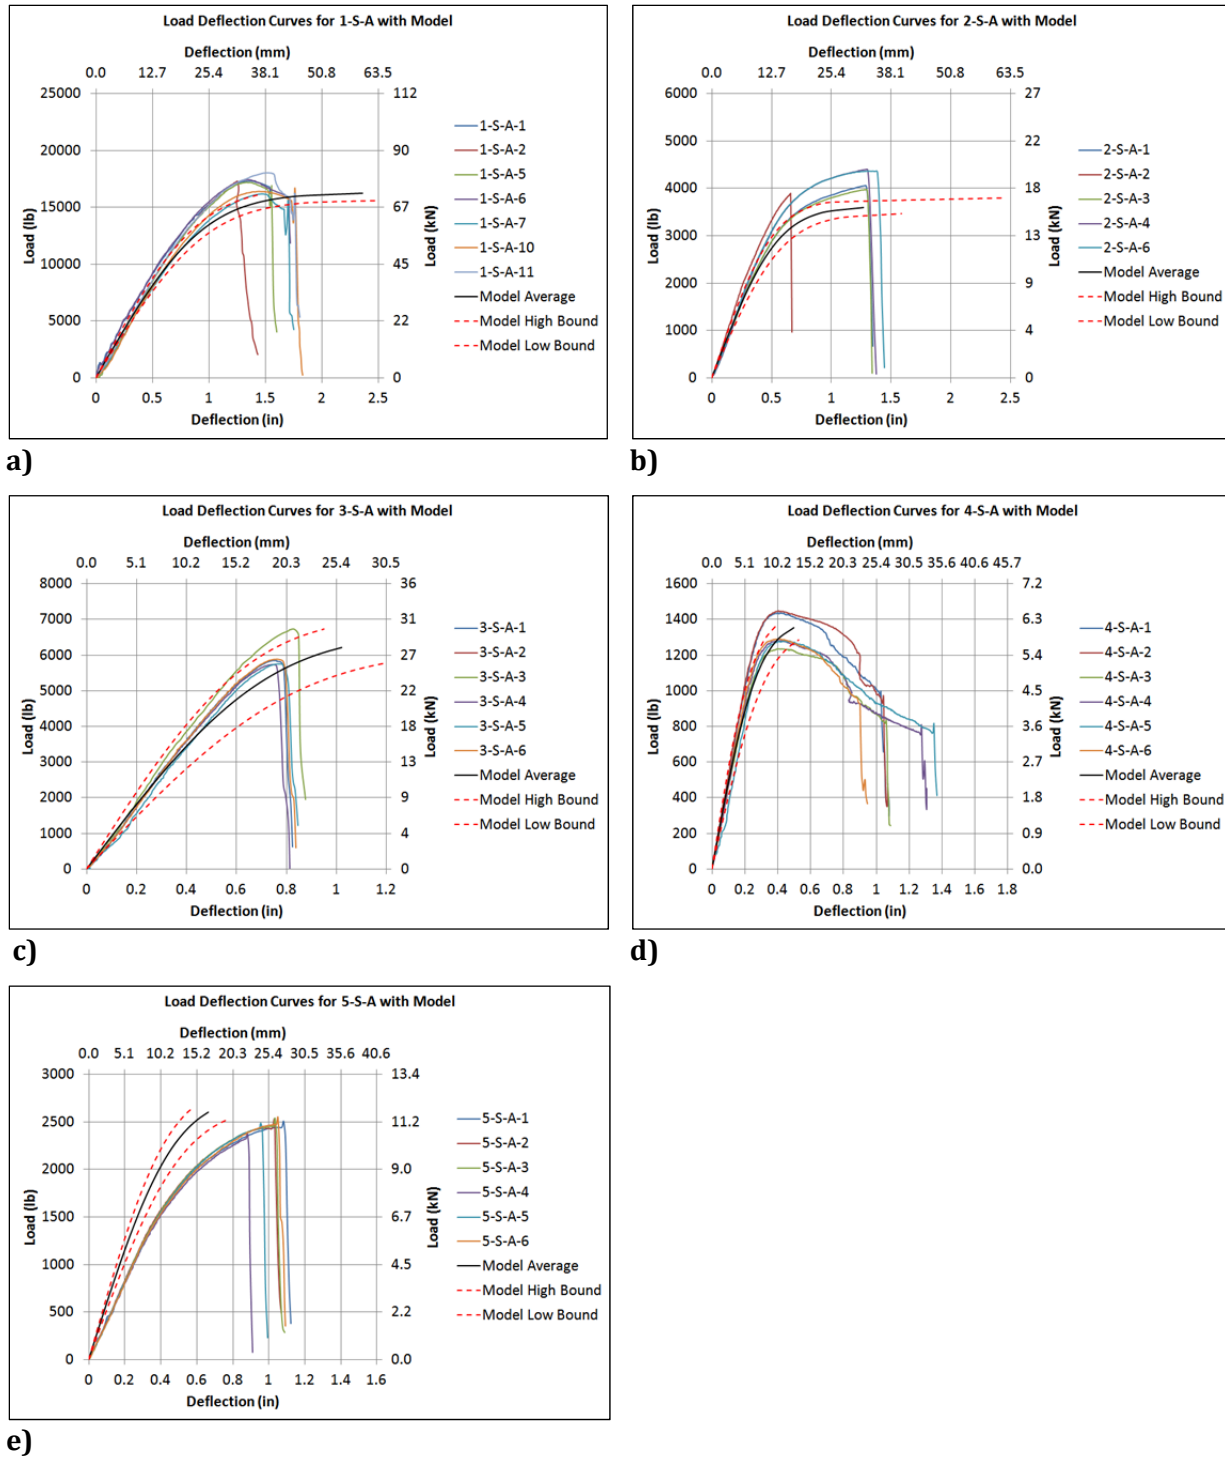 Load Deflection Curves for 1-S-A with Model
Deflection (mm)
0.0 12.7 25.4 38.1 50.8 63.5
25000 112
20000 90
15000 67
10000 45
5000 22
0 0
Load (lb)
Load (kN)
0 0.5 1 1.5 2 2.5
Deflection (in)
1-S-A-1
1-S-A-2
1-S-A-5
1-S-A-6
1-S-A-7
1-S-A-10
1-S-A-11
Model Average
Model High Bound
Model Low Bound
a)
Load Deflection Curves for 2-S-A with Model
Deflection (mm)
0.0 12.7 25.4 38.1 50.8 63.5
6000 27
5000 22
4000 18
3000 13
2000 9
1000 4
0 0
Load (lb)
Load (kN)
0 0.5 1 1.5 2 2.5
Deflection (in)
2-S-A-1
2-S-A-2
2-S-A-3
2-S-A-4
2-S-A-6
Model Average
Model High Bound
Model Low Bound
b)
Load Deflection Curves for 3-S-A with Model
Deflection (mm)
0.0 5.1 10.2 15.2 20.3 25.4 30.5
8000 36
7000 31
6000 27
5000 22
4000 18
3000 13
2000 9
1000 4
0 0
Load (lb)
Load (kN)
0 0.2 0.4 0.6 0.8 1 1.2
Deflection (in)
3-S-A-1
3-S-A-2
3-S-A-3
3-S-A-4
3-S-A-5
3-S-A-6
Model Average
Model High Bound
Model Low Bound
c)
Load Deflection Curves for 4-S-A with Model
Deflection (mm)
0.0 5.1 10.2 15.2 20.3 25.4 30.5 35.6 40.6 45.7
1600 7.2
1400 6.3
1200 5.4
1000 4.5
800 3.6
600 2.7
400 1.8
200 0.9
0 0.0
Load (lb)
Load (kN)
0 0.2 0.4 0.6 0.8 1 1.2 1.4 1.6 1.8
Deflection (in)
4-S-A-1
4-S-A-2
4-S-A-3
4-S-A-4
4-S-A-5
4-S-A-6
Model Average
Model High Bound
Model Low Bound
d)
Load Deflection Curves for 5-S-A with Model
Deflection (mm)
0.0 5.1 10.2 15.2 20.3 25.4 30.5 35.6 40.6
3000 13.4
2500 11.2
2000 9.0
1500 6.7
1000 4.5
500 2.2
0 0.0
Load (lb)
Load (kN)
0 0.2 0.4 0.6 0.8 1 1.2 1.4 1.6
Deflection (in)
5-S-A-1
5-S-A-2
5-S-A-3
5-S-A-4
5-S-A-5
5-S-A-6
Model Average
Model High Bound
Model Low Bound
e)